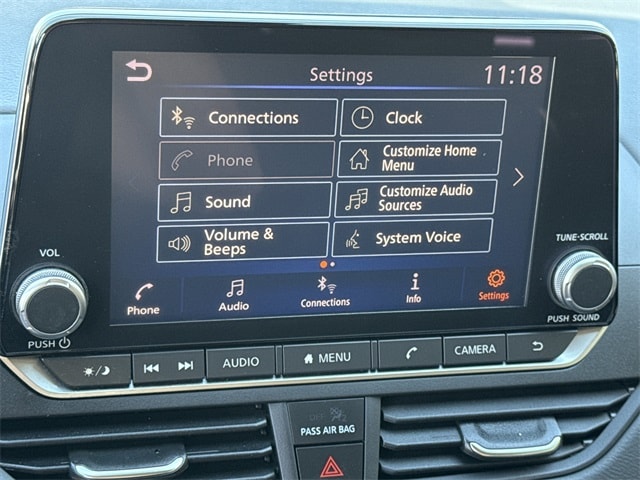 Settings 11:18
Connections Clock
Phone Customize Home
Menu
Sound Customize Audio
Sources
Volume &
Beeps System Voice
Phone Audio Connections Info Settings
VOL
PUSH
TUNE·SCROLL
PUSH SOUND
AUDIO MENU CAMERA
OFF
PASS AIR BAG